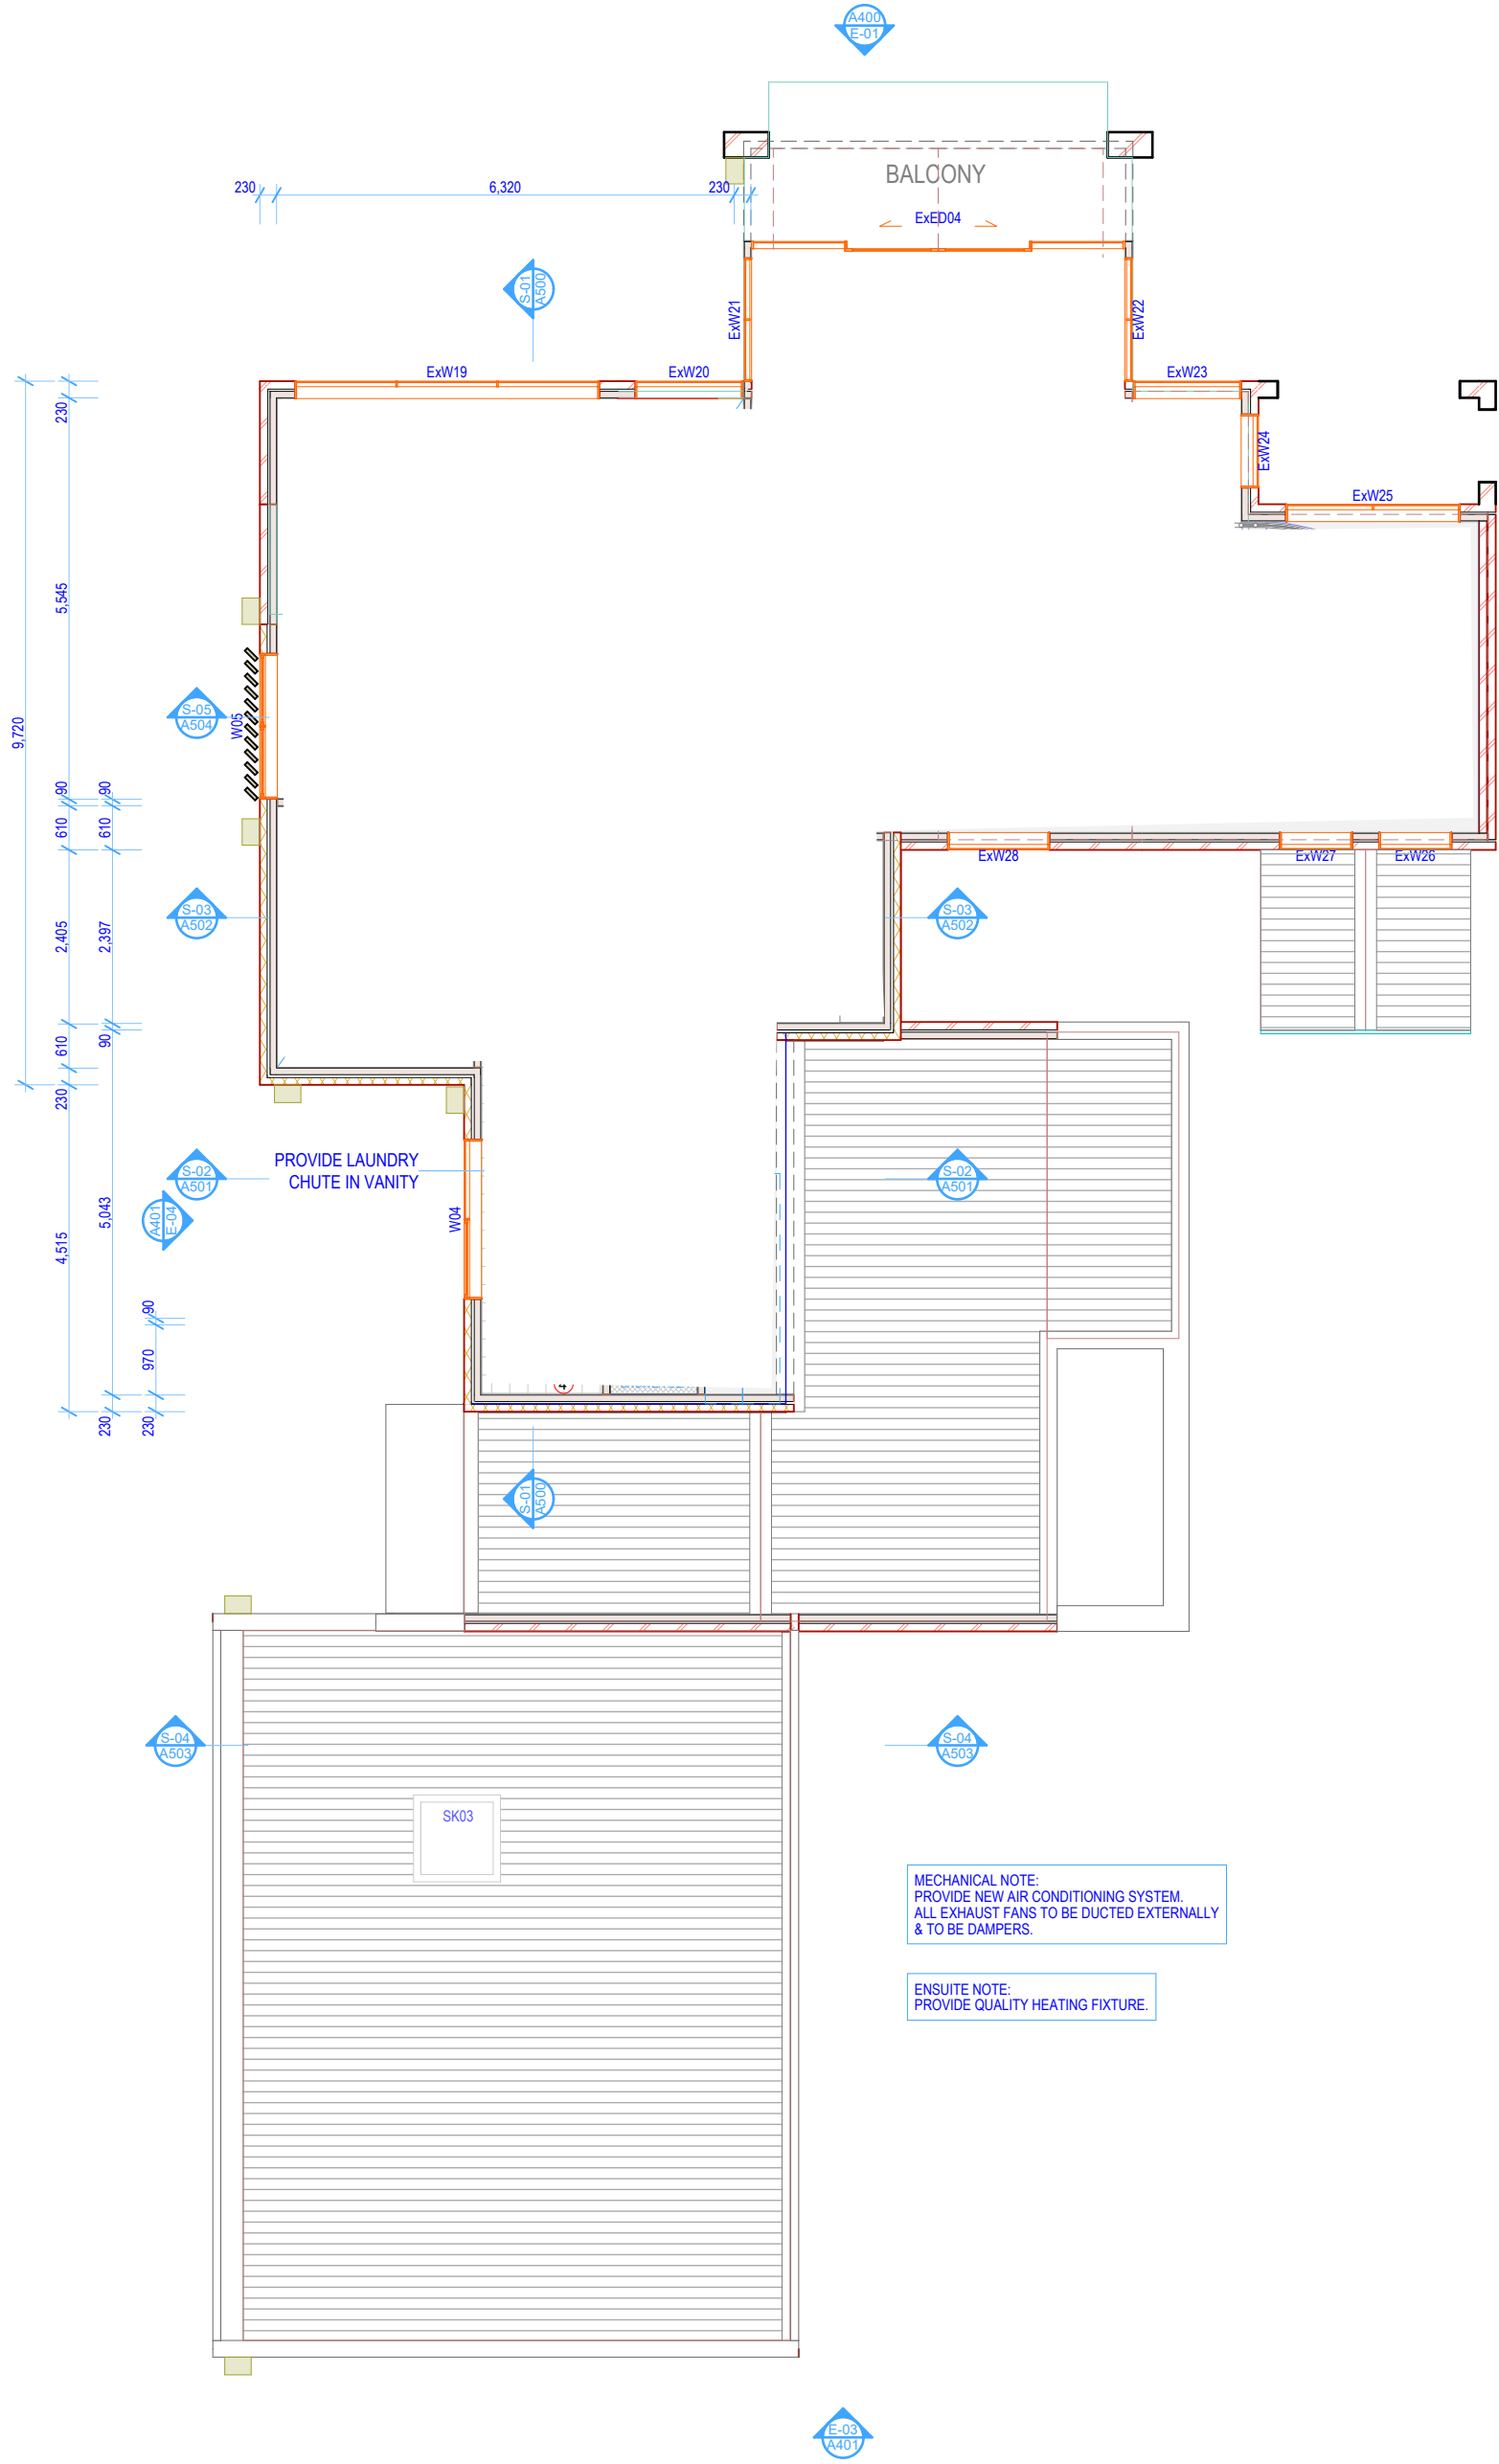 A400
E-01
BALCONY
230
6,320
230
ExED04
S-01
A500
ExW21
ExW22
ExW19
ExW20
ExW23
ExW24
ExW25
230
5,545
9,720
S-05
A504
W05
90
90
610
610
ExW28
ExW27
ExW26
S-03
A502
S-03
A502
2,405
2,397
610
90
230
PROVIDE LAUNDRY
CHUTE IN VANITY
S-02
A501
S-02
A501
A401
E-04
W04
5,043
4,515
90
970
230
230
4
S-01
A500
S-04
A503
S-04
A503
SK03
MECHANICAL NOTE:
PROVIDE NEW AIR CONDITIONING SYSTEM.
ALL EXHAUST FANS TO BE DUCTED EXTERNALLY
& TO BE DAMPERS.
ENSUITE NOTE:
PROVIDE QUALITY HEATING FIXTURE.
E-03
A401